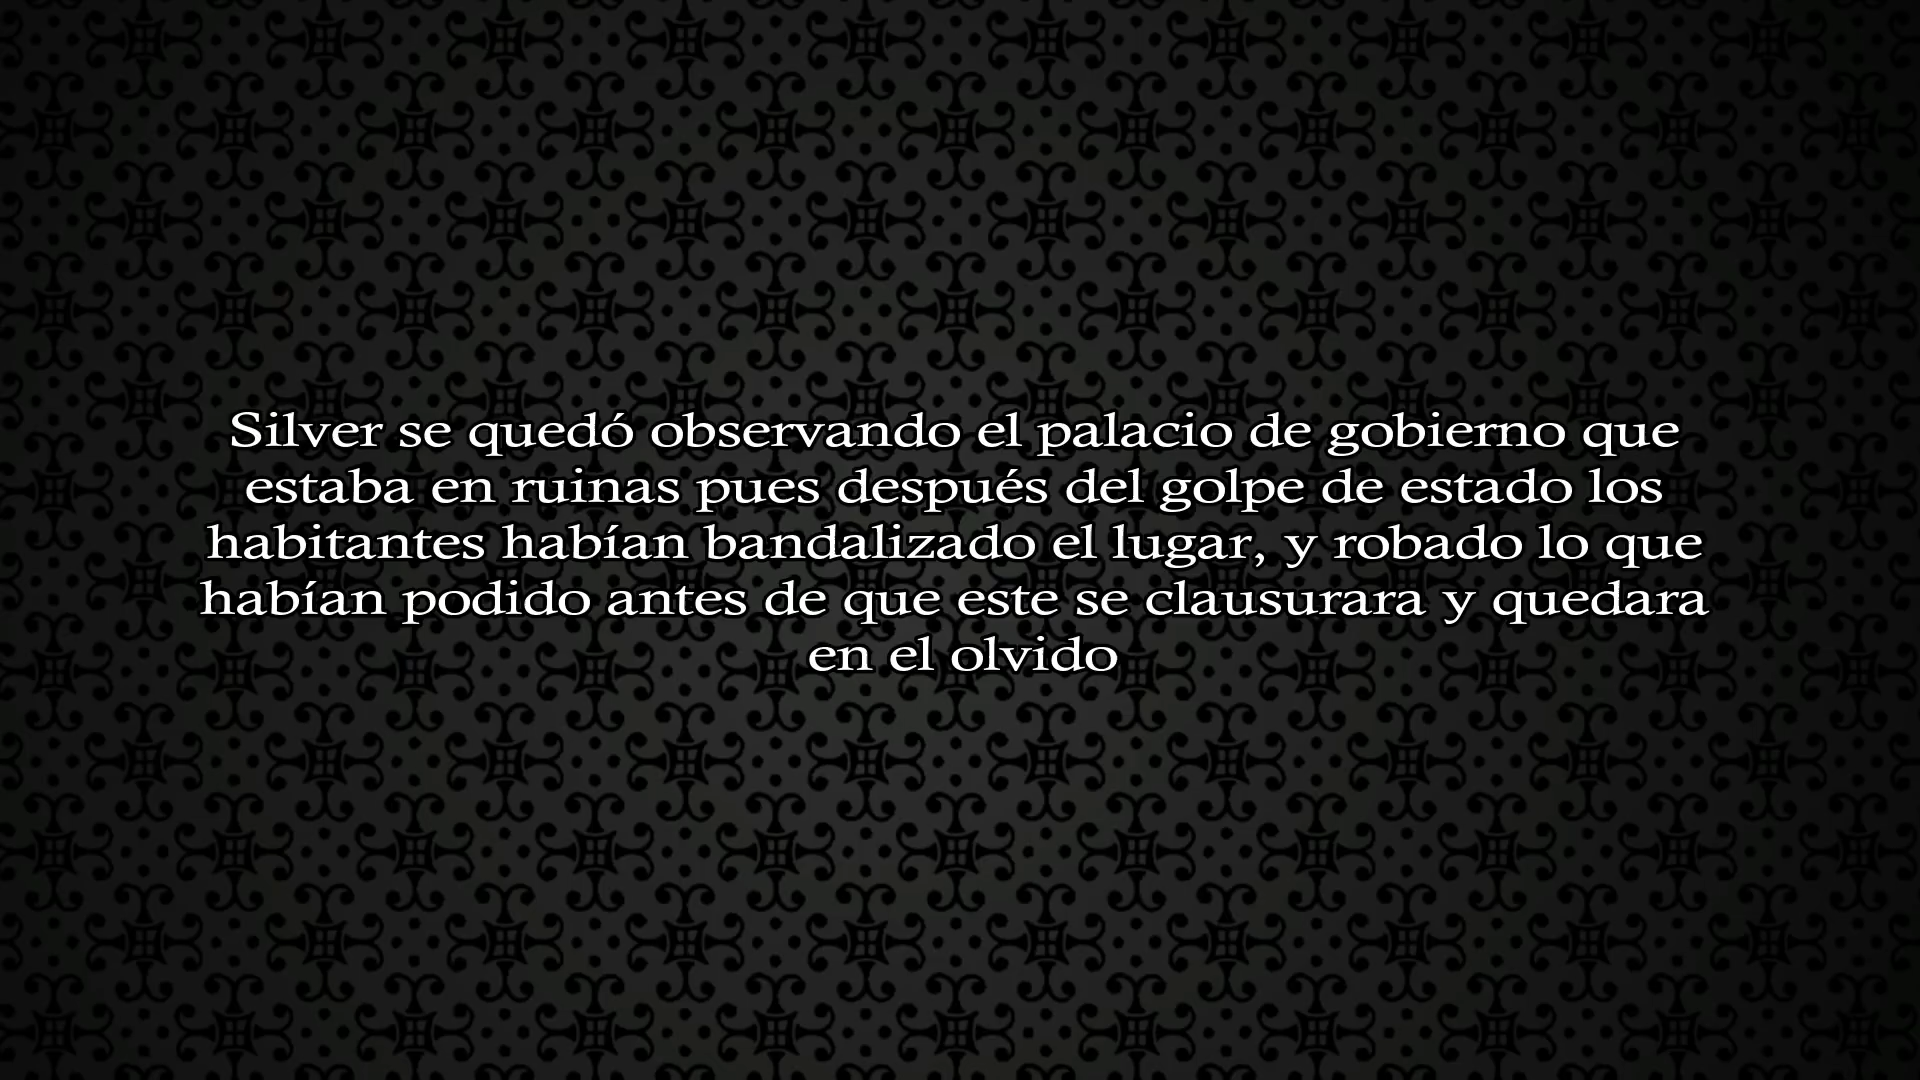 Silver se quedó observando el palacio de gobierno que
estaba en ruinas pues después del golpe de estado los
habitantes habían bandalizado el lugar, y robado lo que
habían podido antes de que este se clausurara y quedara
en el olvido